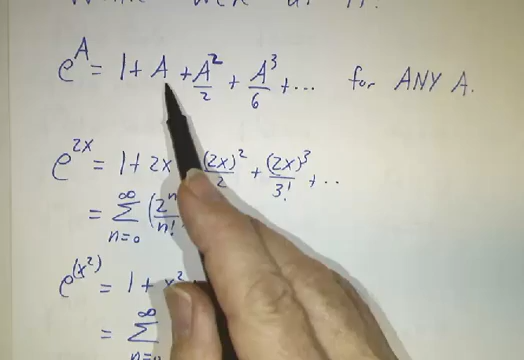 e^A = 1 + A + A^2/2 + A^3/6 + ... for ANY A.
e^2x = 1 + 2x (2x)^2/2 + (2x)^3/3! + ..
= ∑ n=0 ∞ (2^n/n!
e^(x^2) = 1 + x^2
= ∑ ∞ n=0